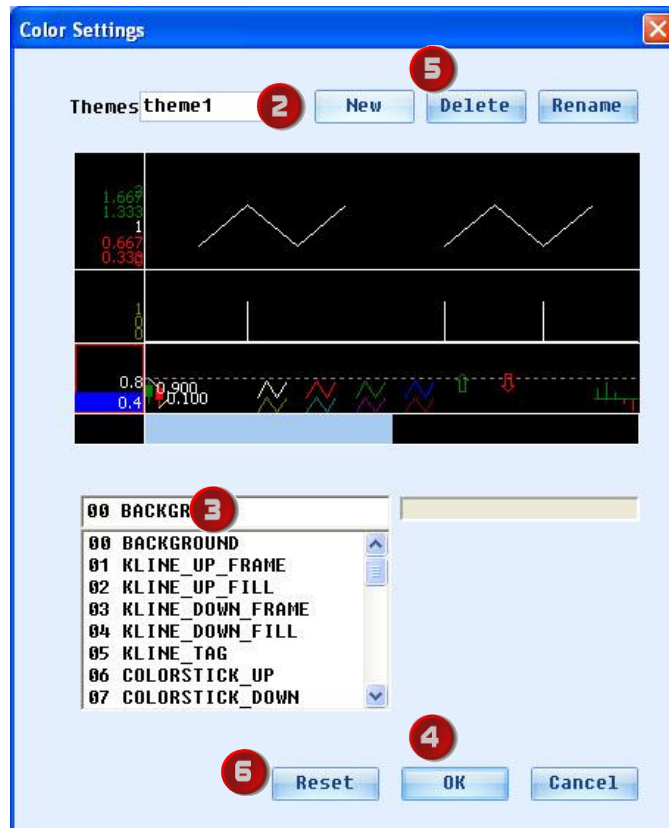 Color Settings
5
Themes theme1 2 New Delete Rename
1.667
1.333
1
0.667
0.33
1
0
0.8
0.4
0.900
0.100
00 BACKGR 3
00 BACKGROUND
01 KLINE_UP_FRAME
02 KLINE_UP_FILL
03 KLINE_DOWN_FRAME
04 KLINE_DOWN_FILL
05 KLINE_TAG
06 COLORSTICK_UP
07 COLORSTICK_DOWN
4
6 Reset OK Cancel